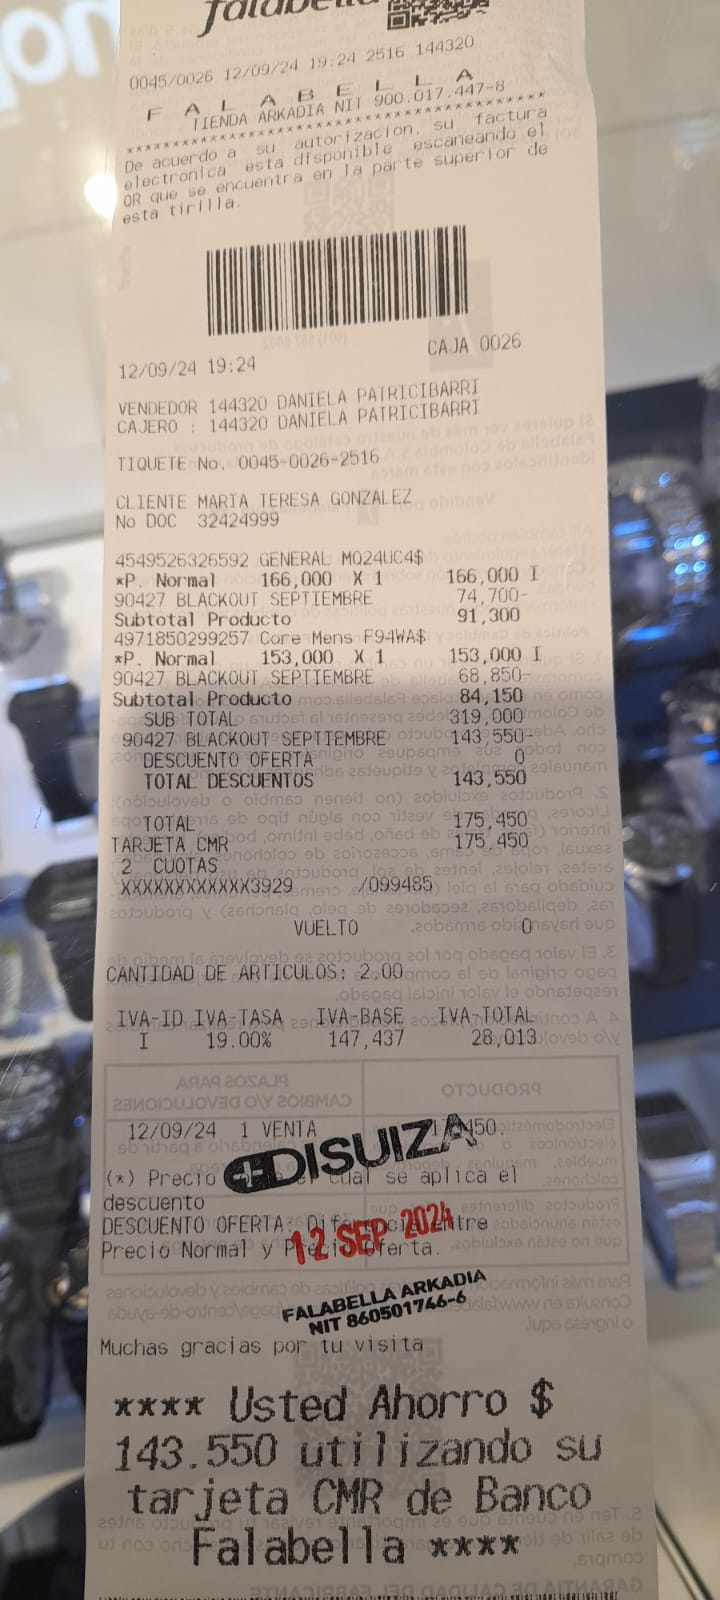 falabella
0045/0026 12/09/24 19:24 2516 144320
F A L A B E L L A
TIENDA ARKADIA NIT 900.017.447-8
****************************************
De acuerdo a su autorizacion, su factura
electronica esta disponible escaneando el
QR que se encuentra en la parte superior de
esta tirilla.
12/09/24 19:24 CAJA 0026
VENDEDOR 144320 DANIELA PATRICIBARRI
CAJERO : 144320 DANIELA PATRICIBARRI
TIQUETE No. 0045-0026-2516
CLIENTE MARIA TERESA GONZALEZ
No DOC 32424999
4549526326592 GENERAL MQ24UC4$
*P. Normal 166,000 X 1 166,000 I
90427 BLACKOUT SEPTIEMBRE 74,700-
Subtotal Producto 91,300
4971850299257 Core Mens F94WA$
*P. Normal 153,000 X 1 153,000 I
90427 BLACKOUT SEPTIEMBRE 68,850-
Subtotal Producto 84,150
SUB TOTAL 319,000
90427 BLACKOUT SEPTIEMBRE 143,550-
DESCUENTO OFERTA 0
TOTAL DESCUENTOS 143,550
TOTAL 175,450
TARJETA CMR 175,450
2 CUOTAS
XXXXXXXXXXXX3929 /099485
VUELTO 0
CANTIDAD DE ARTICULOS: 2.00
IVA-ID IVA-TASA IVA-BASE IVA-TOTAL
I 19.00% 147,437 28,013
12/09/24 1 VENTA
DISUIZA
(*) Precio el cual se aplica el
descuento
DESCUENTO OFERTA: Diferencia entre
12 SEP 2024
Precio Normal y Precio Oferta.
FALABELLA ARKADIA
NIT 860501746-6
Muchas gracias por tu visita
**** Usted Ahorro $
143.550 utilizando su
tarjeta CMR de Banco
Falabella ****